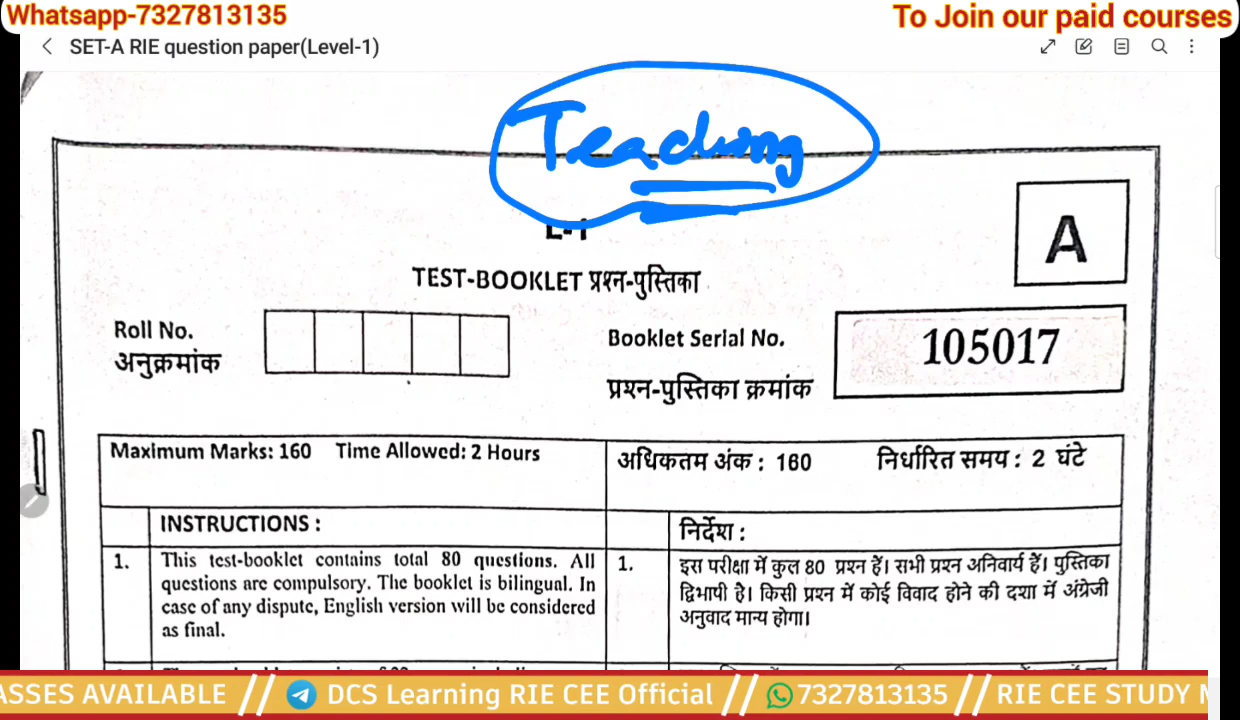 Whatsapp-7327813135
To Join our paid courses
SET-A RIE question paper(Level-1)
Teaching
L-1
A
TEST-BOOKLET प्रश्न-पुस्तिका
Roll No.
अनुक्रमांक
Booklet Serial No.
प्रश्न-पुस्तिका क्रमांक
105017
Maximum Marks: 160 Time Allowed: 2 Hours
अधिकतम अंक : 160 निर्धारित समय : 2 घंटे
INSTRUCTIONS :
1. This test-booklet contains total 80 questions. All
questions are compulsory. The booklet is bilingual. In
case of any dispute, English version will be considered
as final.
निर्देश :
1. इस परीक्षा में कुल 80 प्रश्न हैं। सभी प्रश्न अनिवार्य हैं। पुस्तिका
द्विभाषी है। किसी प्रश्न में कोई विवाद होने की दशा में अंग्रेजी
अनुवाद मान्य होगा।
ASSES AVAILABLE // DCS Learning RIE CEE Official // 7327813135 // RIE CEE STUDY